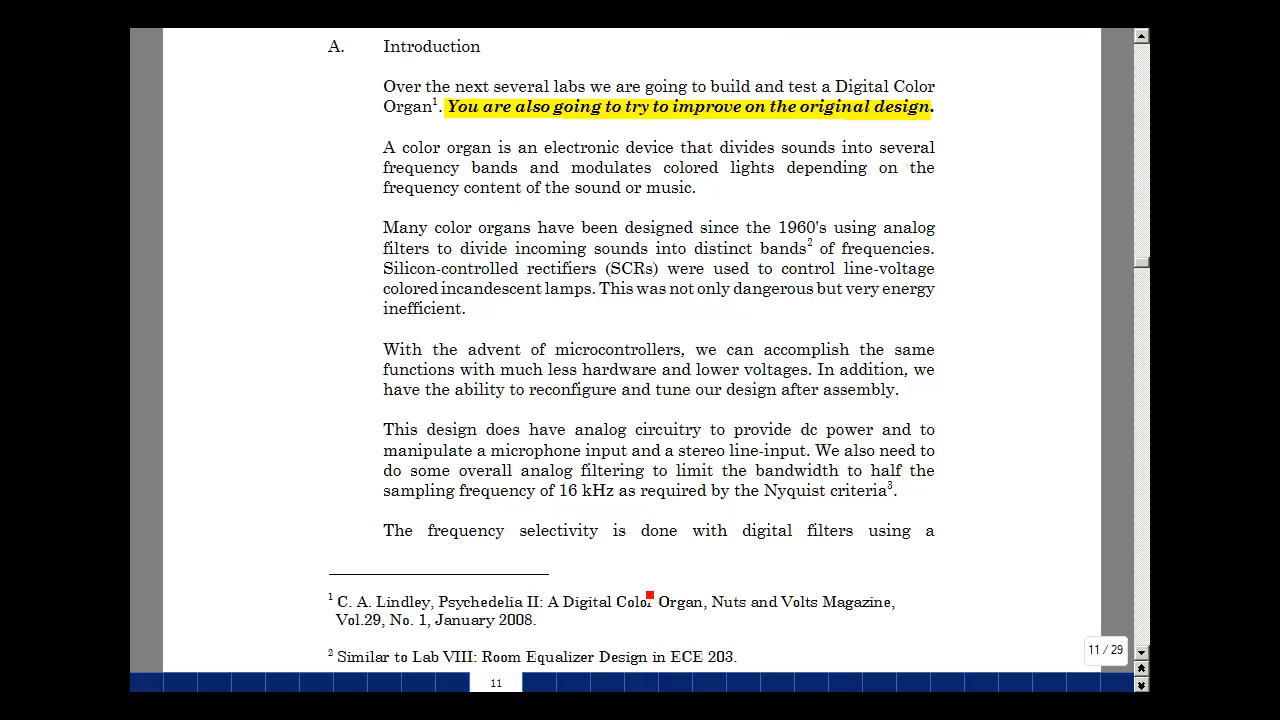 A. Introduction
Over the next several labs we are going to build and test a Digital Color
Organ1. You are also going to try to improve on the original design.
A color organ is an electronic device that divides sounds into several
frequency bands and modulates colored lights depending on the
frequency content of the sound or music.
Many color organs have been designed since the 1960's using analog
filters to divide incoming sounds into distinct bands2 of frequencies.
Silicon-controlled rectifiers (SCRs) were used to control line-voltage
colored incandescent lamps. This was not only dangerous but very energy
inefficient.
With the advent of microcontrollers, we can accomplish the same
functions with much less hardware and lower voltages. In addition, we
have the ability to reconfigure and tune our design after assembly.
This design does have analog circuitry to provide dc power and to
manipulate a microphone input and a stereo line-input. We also need to
do some overall analog filtering to limit the bandwidth to half the
sampling frequency of 16 kHz as required by the Nyquist criteria3.
The frequency selectivity is done with digital filters using a
1 C. A. Lindley, Psychedelia II: A Digital Color Organ, Nuts and Volts Magazine,
Vol.29, No. 1, January 2008.
2 Similar to Lab VIII: Room Equalizer Design in ECE 203.
11 / 29
11